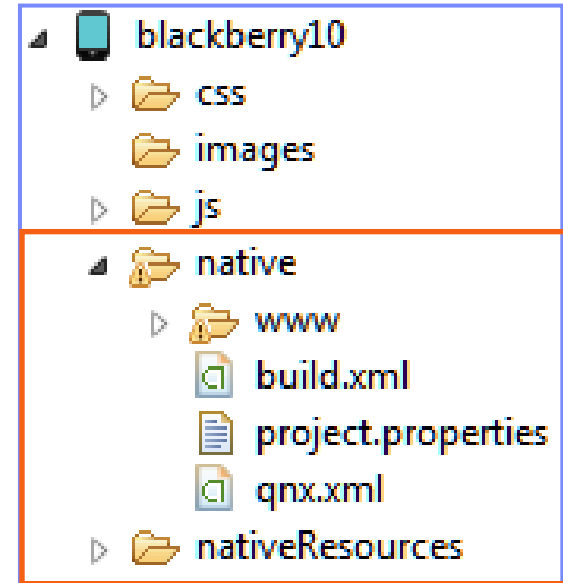 blackberry10
css
images
js
native
www
build.xml
project.properties
qnx.xml
nativeResources